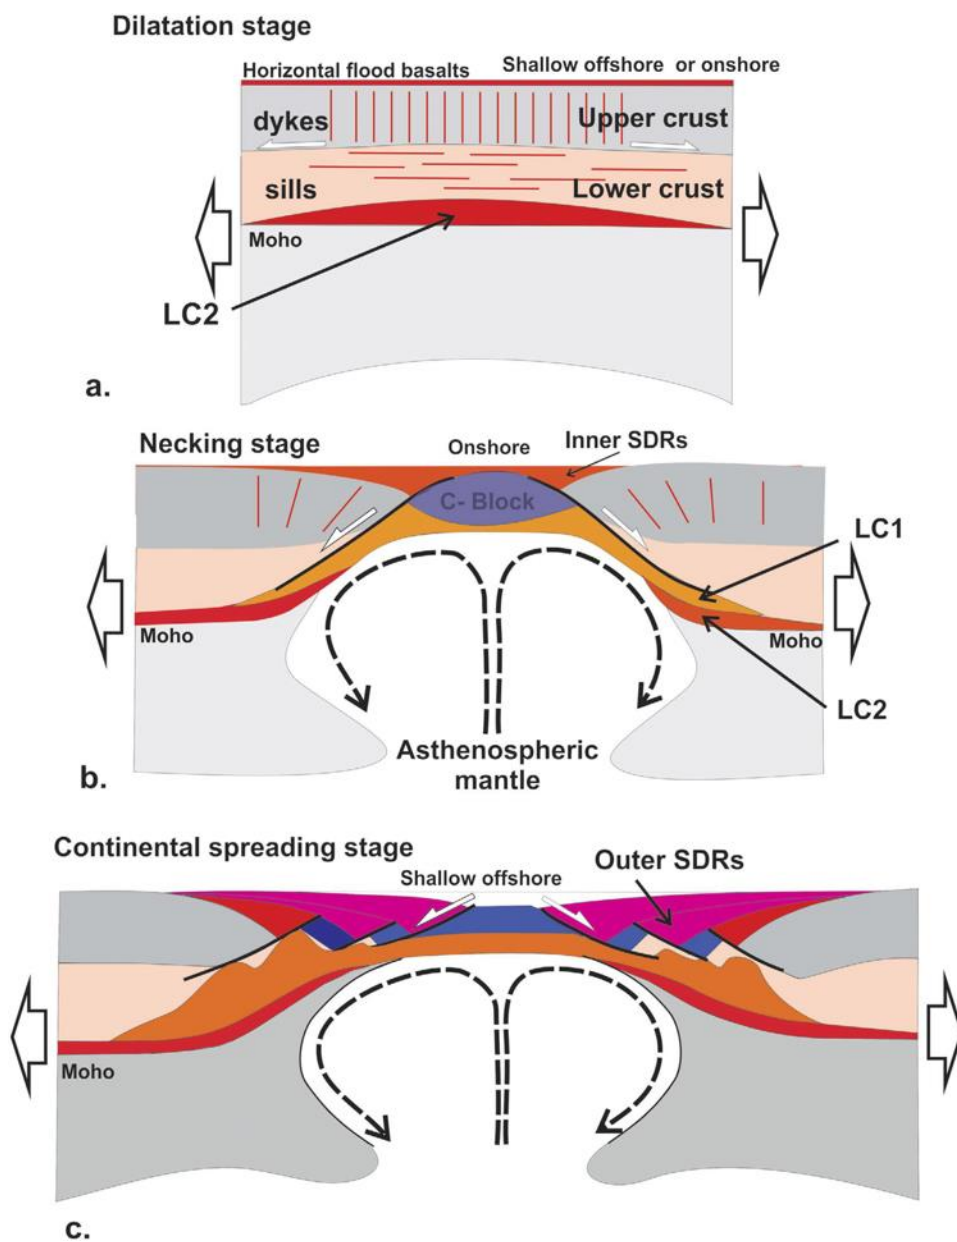 Dilatation stage
Horizontal flood basalts
Shallow offshore or onshore
dykes
Upper crust
sills
Lower crust
Moho
LC2
a.
Necking stage
Onshore
Inner SDRs
C- Block
LC1
Moho
Moho
LC2
Asthenospheric
mantle
b.
Continental spreading stage
Shallow offshore
Outer SDRs
Moho
c.